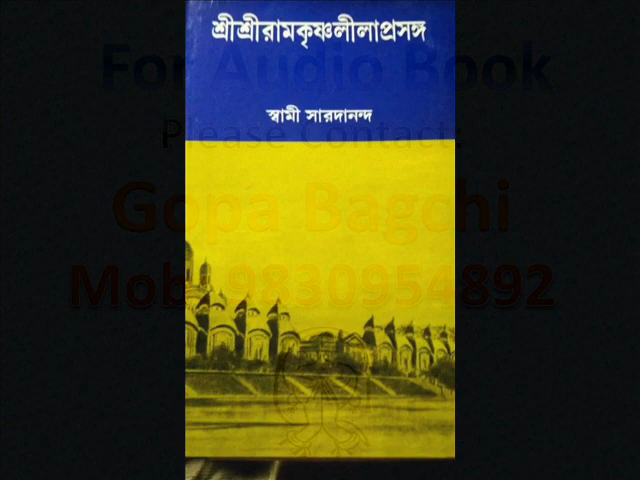 শ্রীশ্রীরামকৃষ্ণলীলাপ্রসঙ্গ
For Audio Book
স্বামী সারদানন্দ
Please Contact:
Gopa Bagchi
Mob: 9830954892